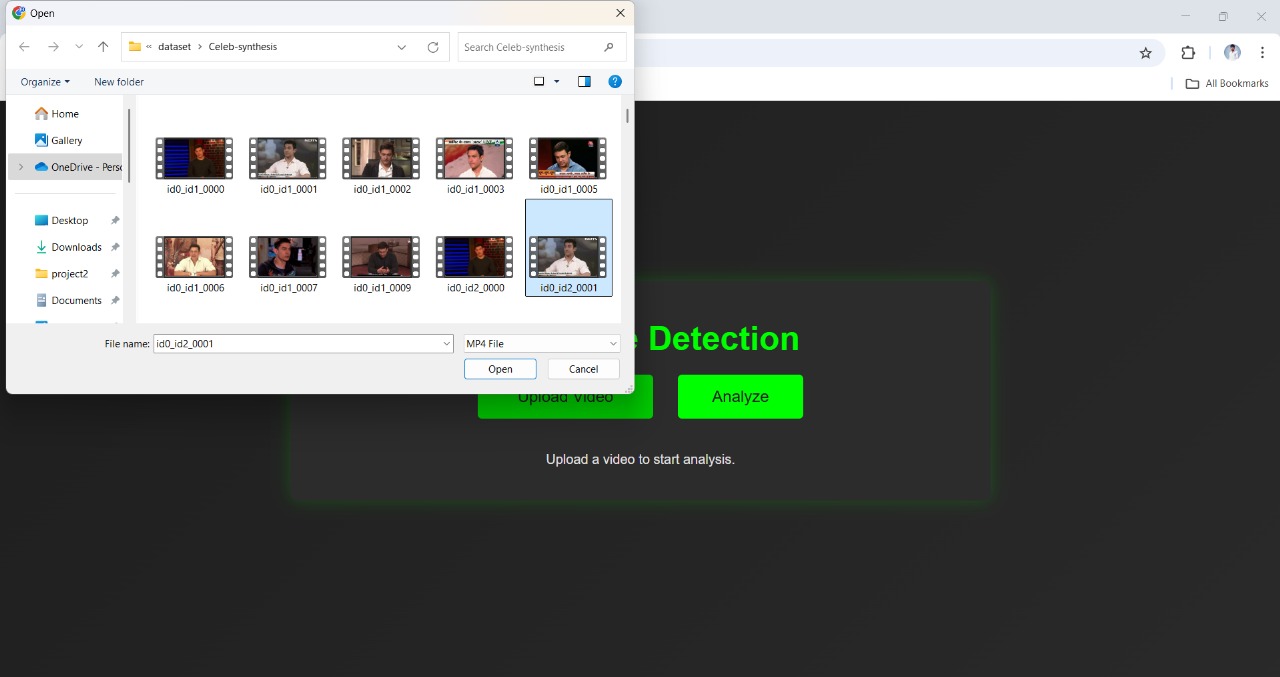 Open
« dataset > Celeb-synthesis
Search Celeb-synthesis
Organize
New folder
All Bookmarks
Home
Gallery
OneDrive - Persc
Desktop
Downloads
project2
Documents
id0_id1_0000
id0_id1_0001
id0_id1_0002
id0_id1_0003
id0_id1_0005
id0_id1_0006
id0_id1_0007
id0_id1_0009
id0_id2_0000
id0_id2_0001
File name: id0_id2_0001
MP4 File
Open
Cancel
e Detection
Upload Video
Analyze
Upload a video to start analysis.